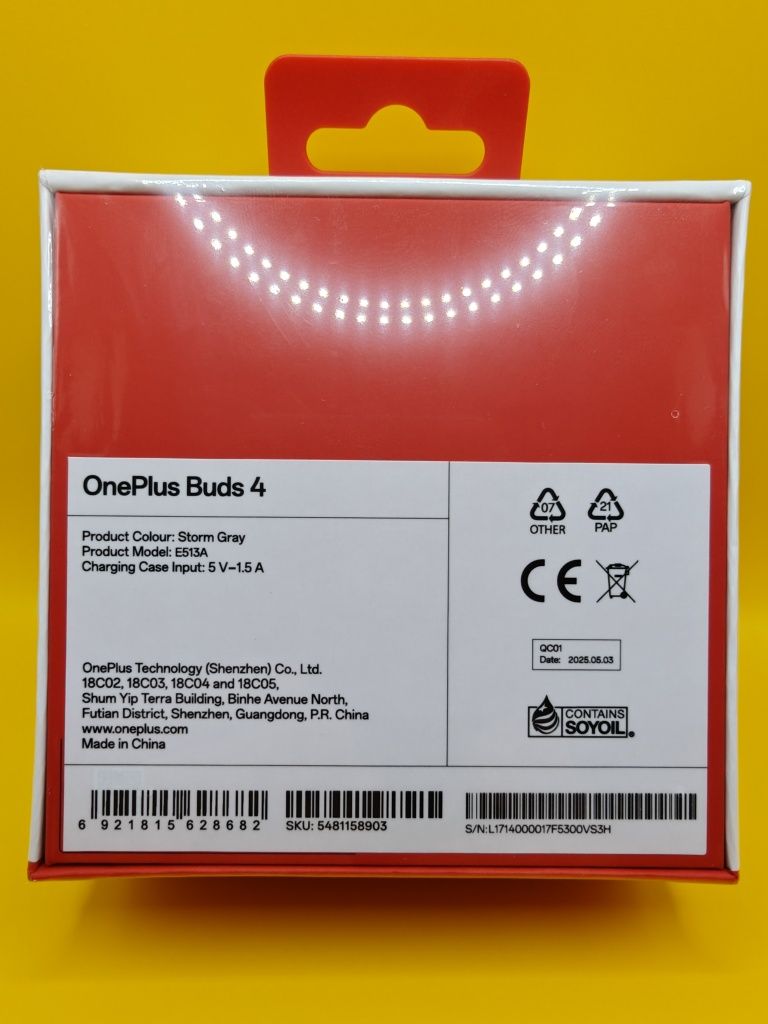 OnePlus Buds 4
Product Colour: Storm Gray
Product Model: E513A
Charging Case Input: 5 V⎓1.5 A
OnePlus Technology (Shenzhen) Co., Ltd.
18C02, 18C03, 18C04 and 18C05,
Shum Yip Terra Building, Binhe Avenue North,
Futian District, Shenzhen, Guangdong, P.R. China
www.oneplus.com
Made in China
07
OTHER
21
PAP
CE
QC01
Date: 2025.05.03
CONTAINS
SOYOIL
6 921815 628682
SKU: 5481158903
S/N:L1714000017F5300VS3H